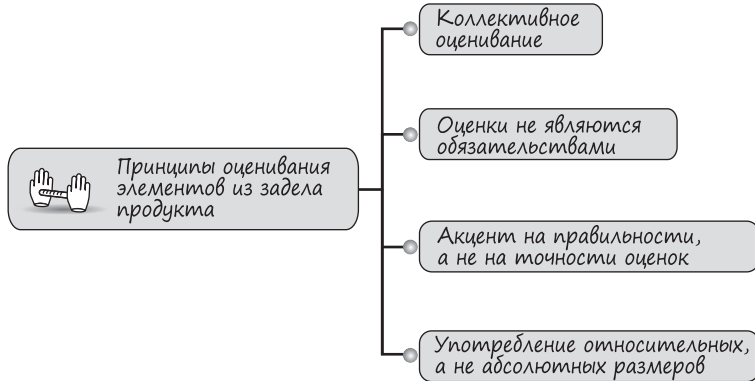 Коллективное
оценивание
Оценки не являются
обязательствами
Принципы оценивания
элементов из задела
продукта
Акцент на правильности,
а не на точности оценок
Употребление относительных,
а не абсолютных размеров